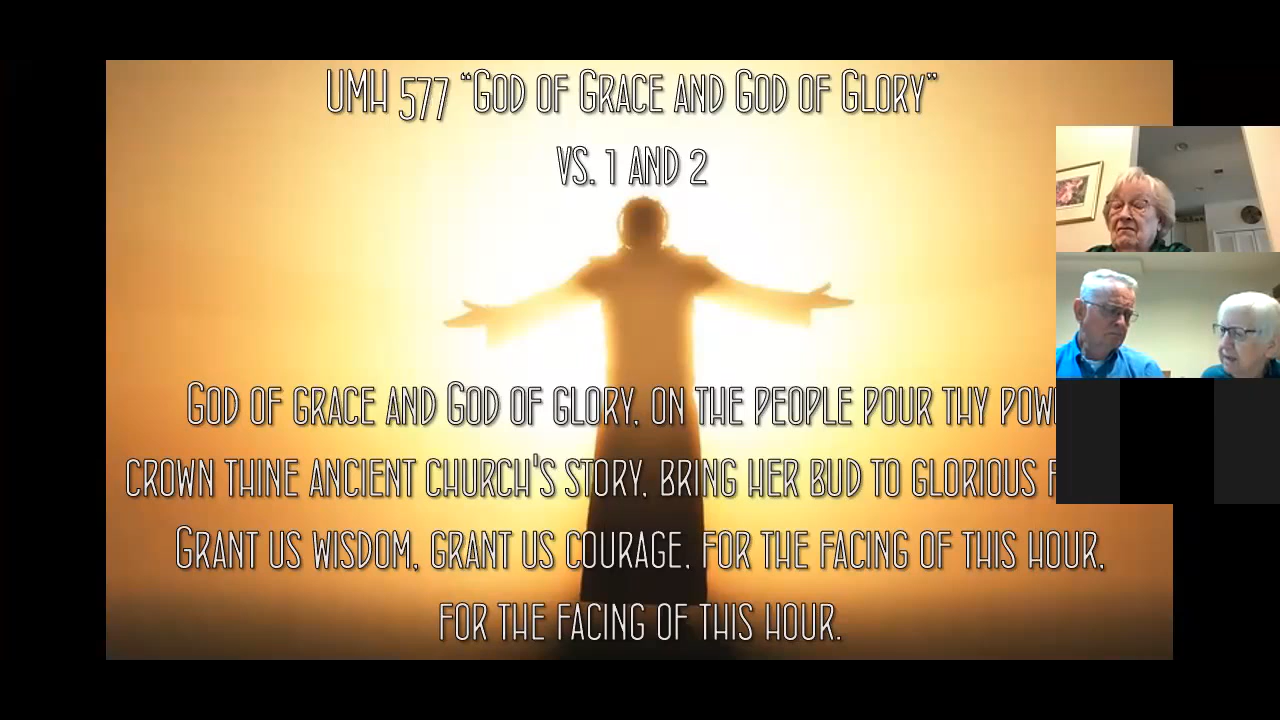 UMH 577 “God of Grace and God of Glory”
vs. 1 and 2
God of grace and God of glory, on the people pour thy
crown thine ancient church's story, bring her bud to glorious
Grant us wisdom, grant us courage, for the facing of this hour,
for the facing of this hour.